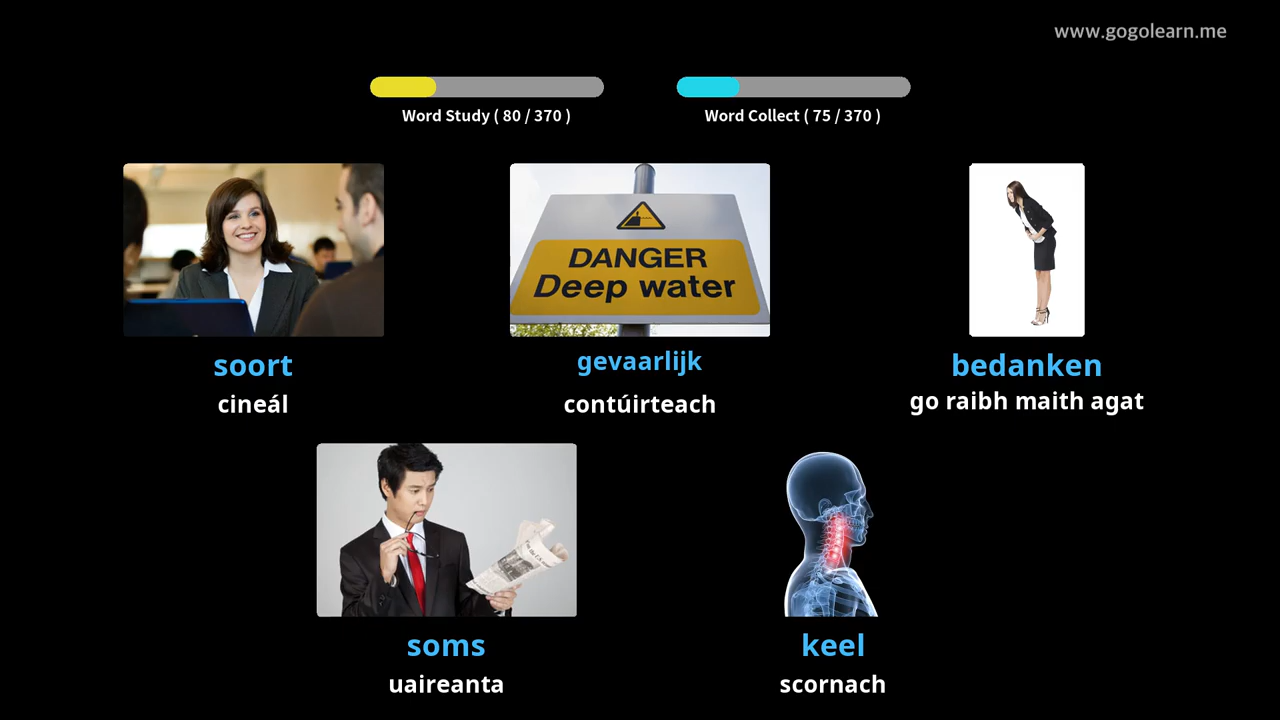 www.gogolearn.me
Word Study ( 80 / 370 )
Word Collect ( 75 / 370 )
DANGER
Deep water
soort
cineál
gevaarlijk
contúirteach
bedanken
go raibh maith agat
soms
uaireanta
keel
scornach